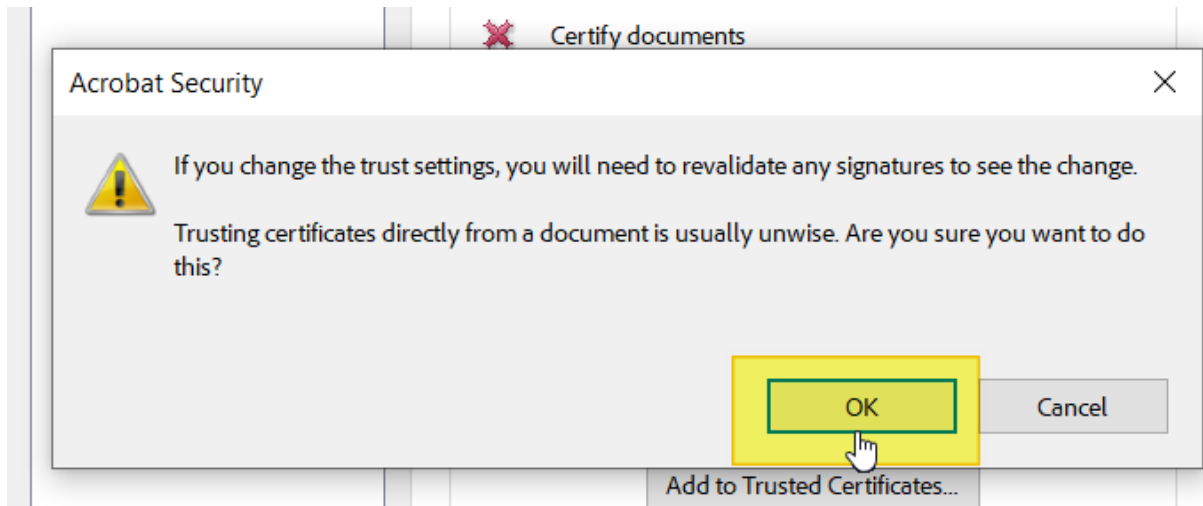 Certify documents
Acrobat Security
If you change the trust settings, you will need to revalidate any signatures to see the change.
Trusting certificates directly from a document is usually unwise. Are you sure you want to do
this?
OK
Cancel
Add to Trusted Certificates...